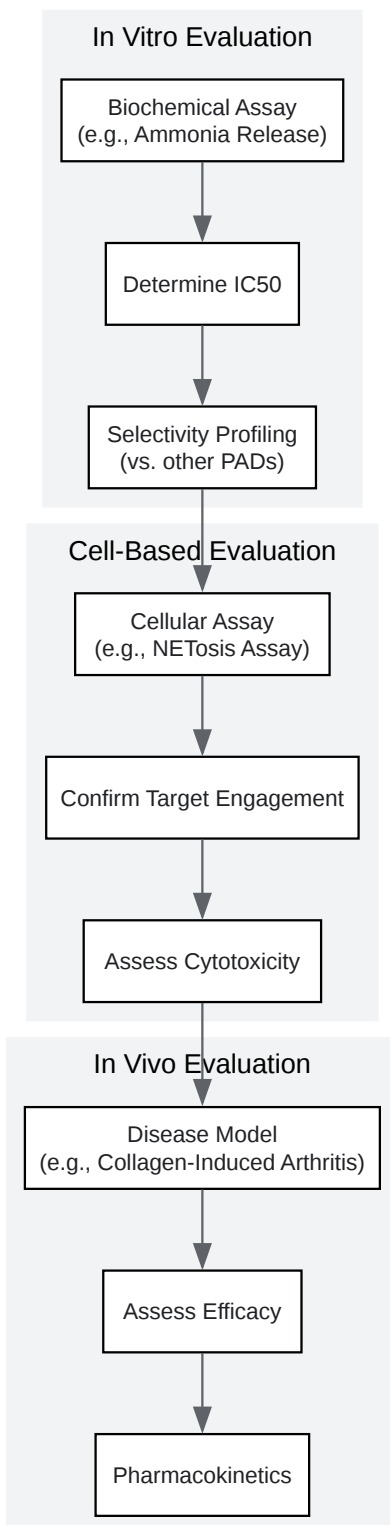 In Vitro Evaluation
Biochemical Assay
(e.g., Ammonia Release)
Determine IC50
Selectivity Profiling
(vs. other PADs)
Cell-Based Evaluation
Cellular Assay
(e.g., NETosis Assay)
Confirm Target Engagement
Assess Cytotoxicity
In Vivo Evaluation
Disease Model
(e.g., Collagen-Induced Arthritis)
Assess Efficacy
Pharmacokinetics